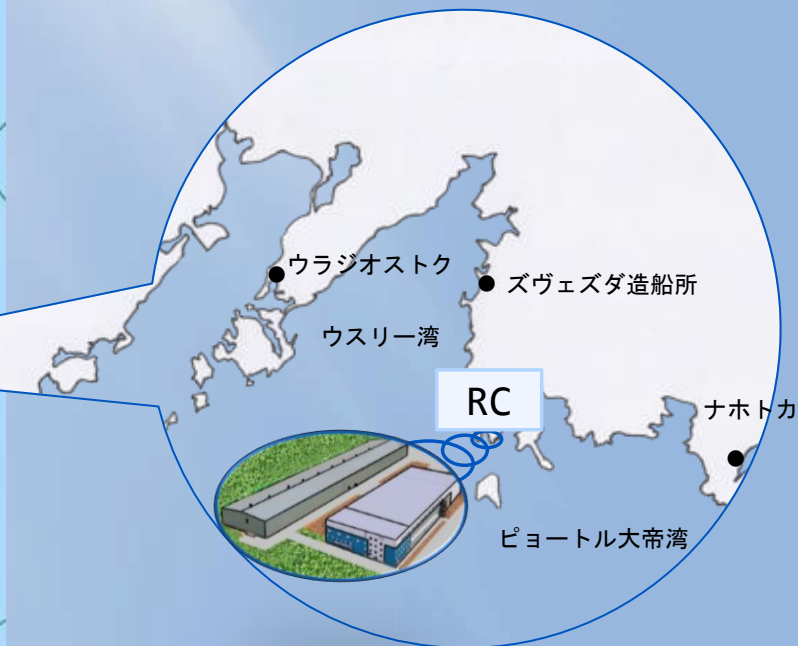 ウラジオストク
ズヴェズダ造船所
ウスリー湾
RC
ナホトカ
ピョートル大帝湾